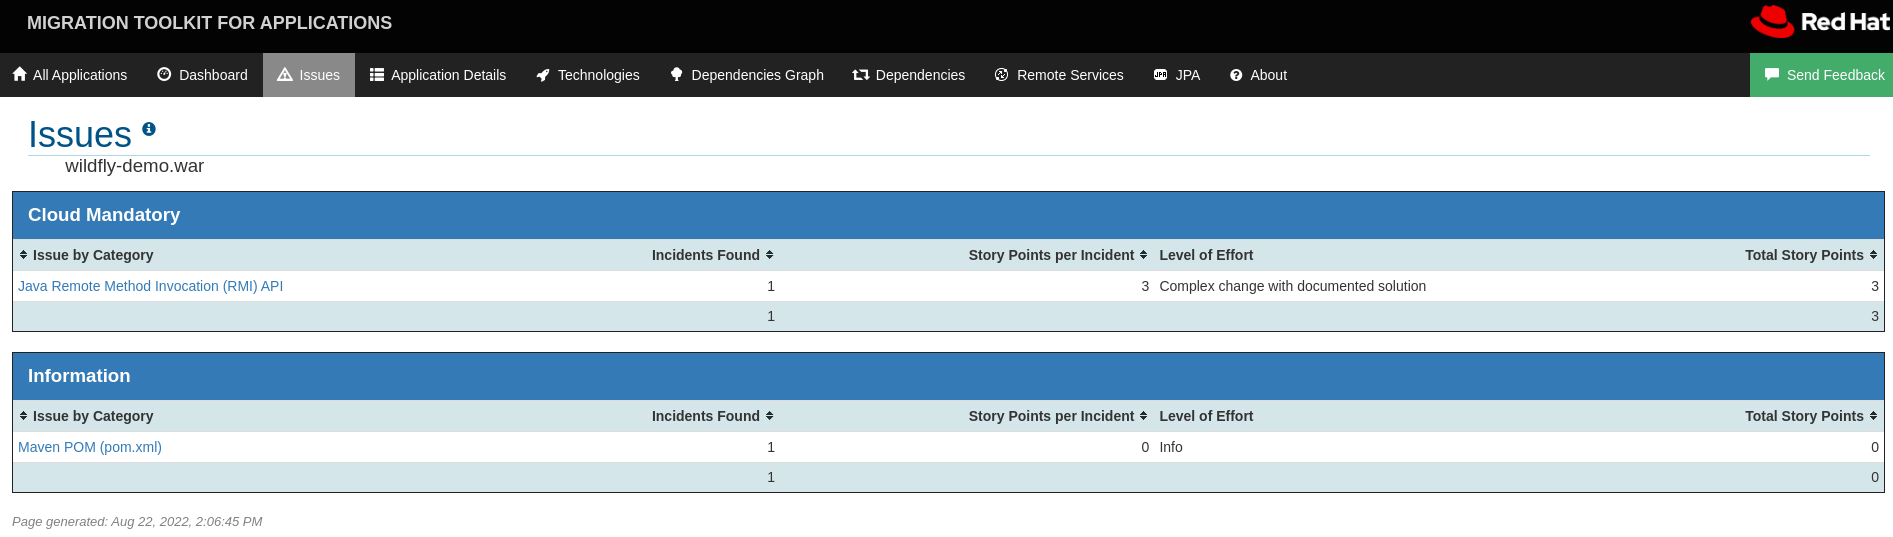 MIGRATION TOOLKIT FOR APPLICATIONS
Red Hat
All Applications Dashboard Issues Application Details Technologies Dependencies Graph Dependencies Remote Services JPA About Send Feedback
Issues
wildfly-demo.war
Cloud Mandatory
Issue by Category Incidents Found Story Points per Incident Level of Effort Total Story Points
Java Remote Method Invocation (RMI) API 1 3 Complex change with documented solution 3
1 3
Information
Issue by Category Incidents Found Story Points per Incident Level of Effort Total Story Points
Maven POM (pom.xml) 1 0 Info 0
1 0
Page generated: Aug 22, 2022, 2:06:45 PM